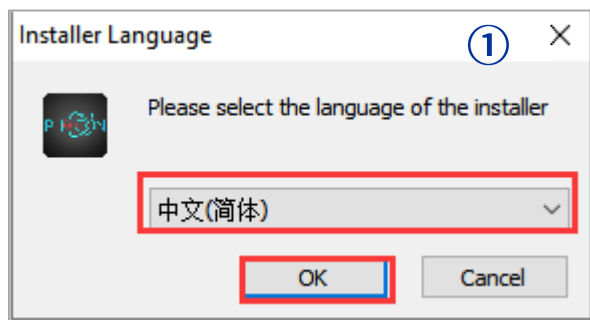 Installer Language
①
Please select the language of the installer
中文(简体)
OK
Cancel